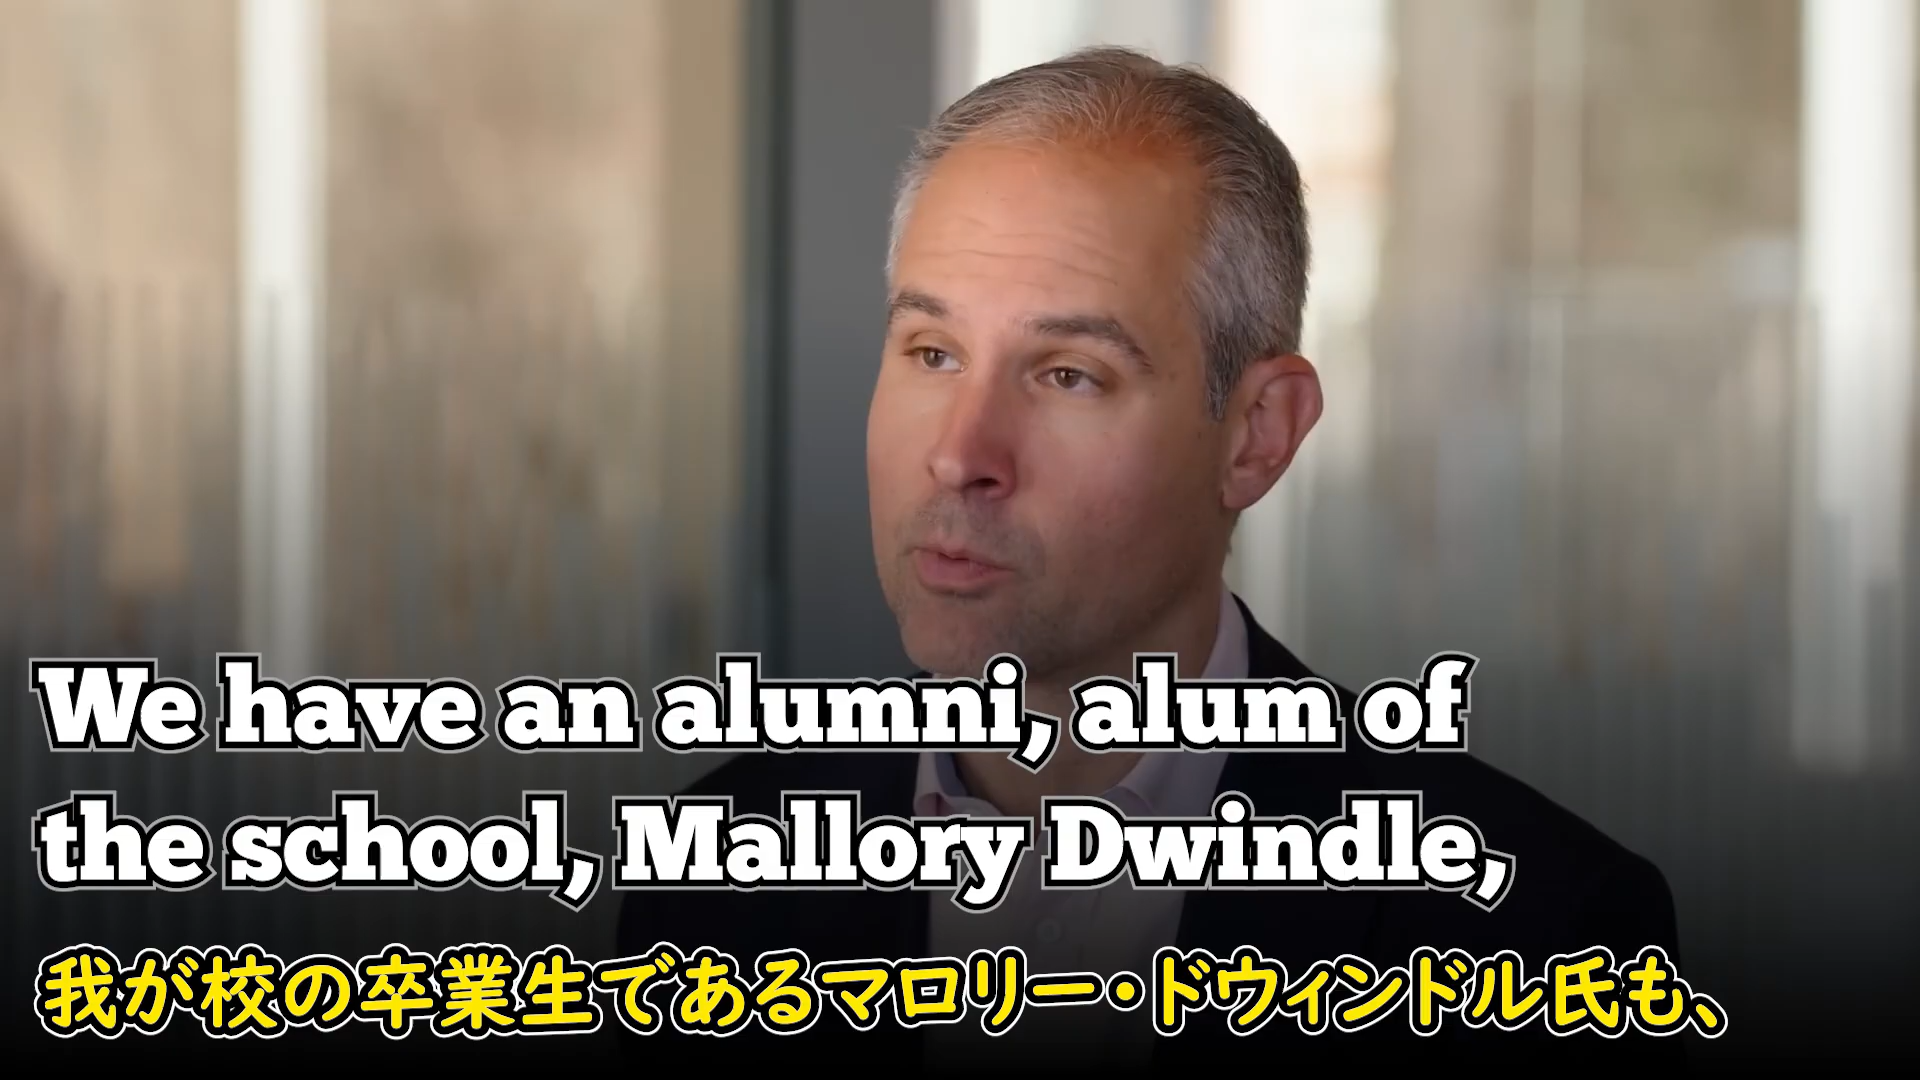 We have an alumni, alum of
the school, Mallory Dwindle,
我が校の卒業生であるマロリー・ドウィンドル氏も、